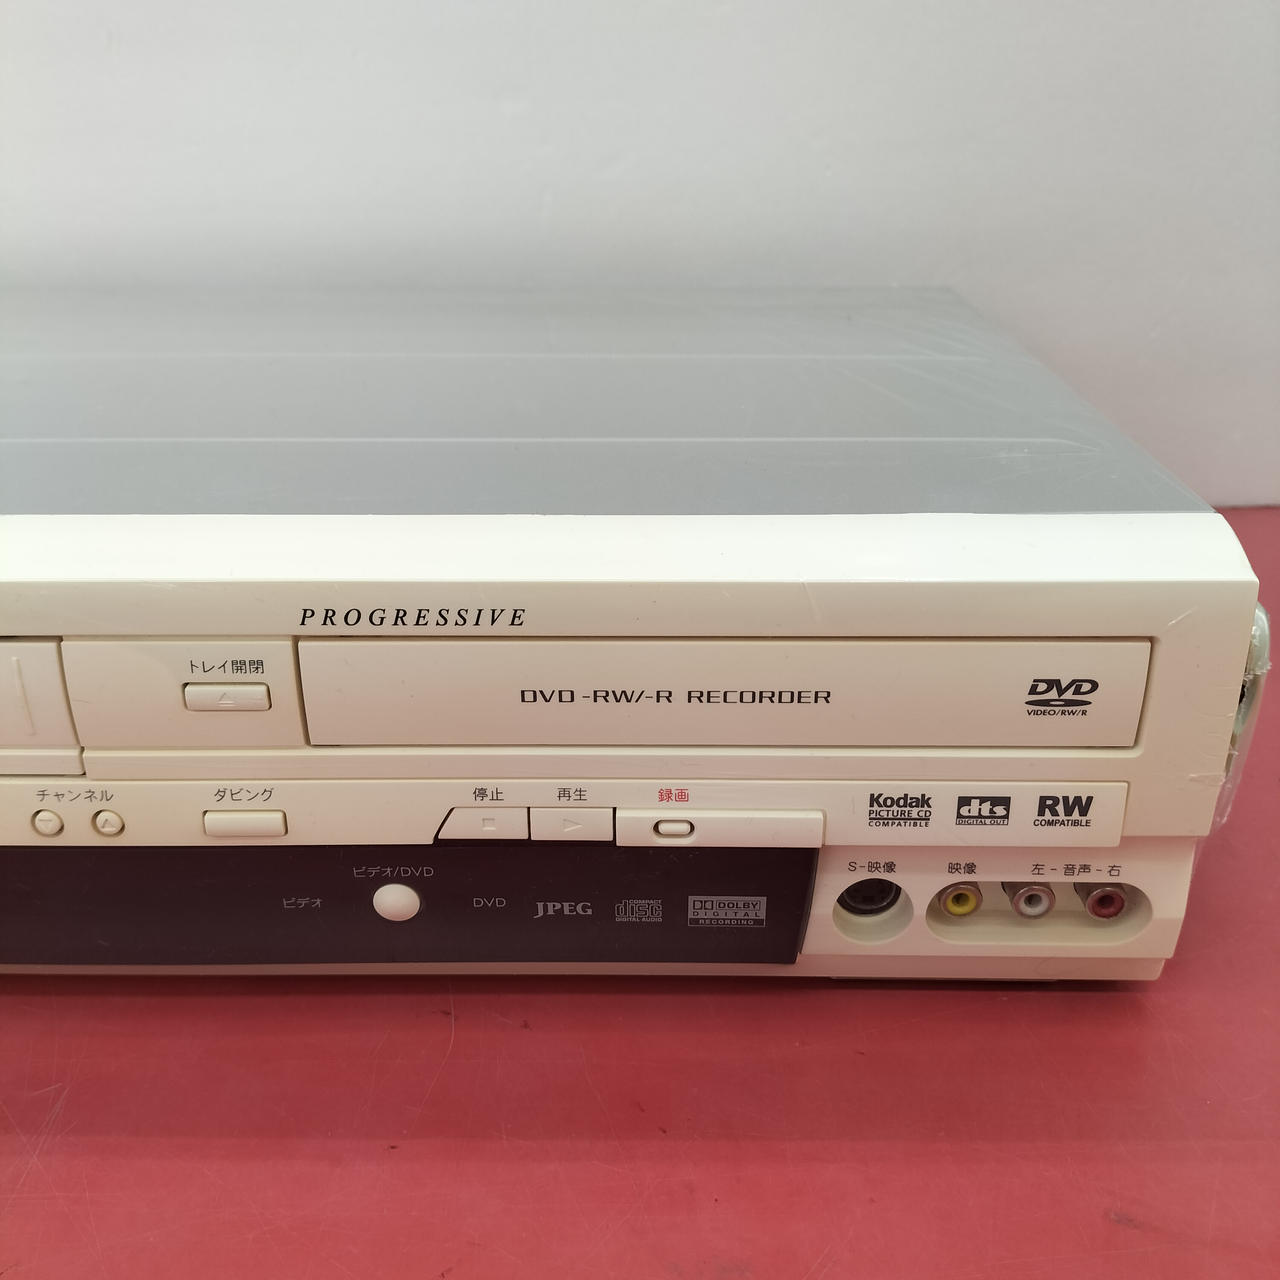 PROGRESSIVE
トレイ開閉
DVD-RW/-R RECORDER
DVD
VIDEO/RW/R
チャンネル
ダビング
停止
再生
録画
Kodak
PICTURE CD
COMPATIBLE
dts
DIGITAL OUT
RW
COMPATIBLE
ビデオ/DVD
ビデオ
DVD
JPEG
COMPACT
disc
DIGITAL AUDIO
DOLBY
DIGITAL
RECORDING
S-映像
映像
左-音声-右